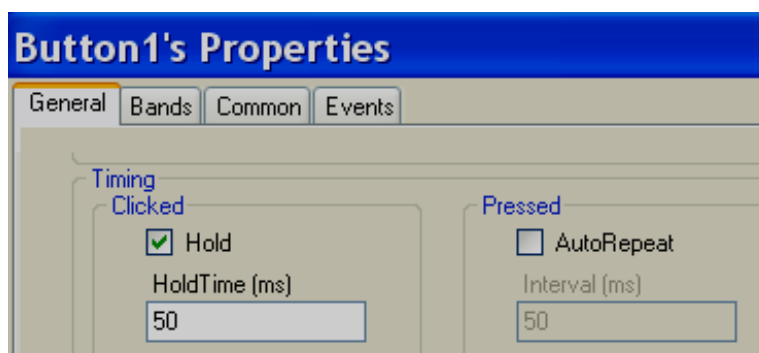 Button1's Properties
General Bands Common Events
Timing
Clicked Pressed
Hold AutoRepeat
HoldTime (ms) Interval (ms)
50 50